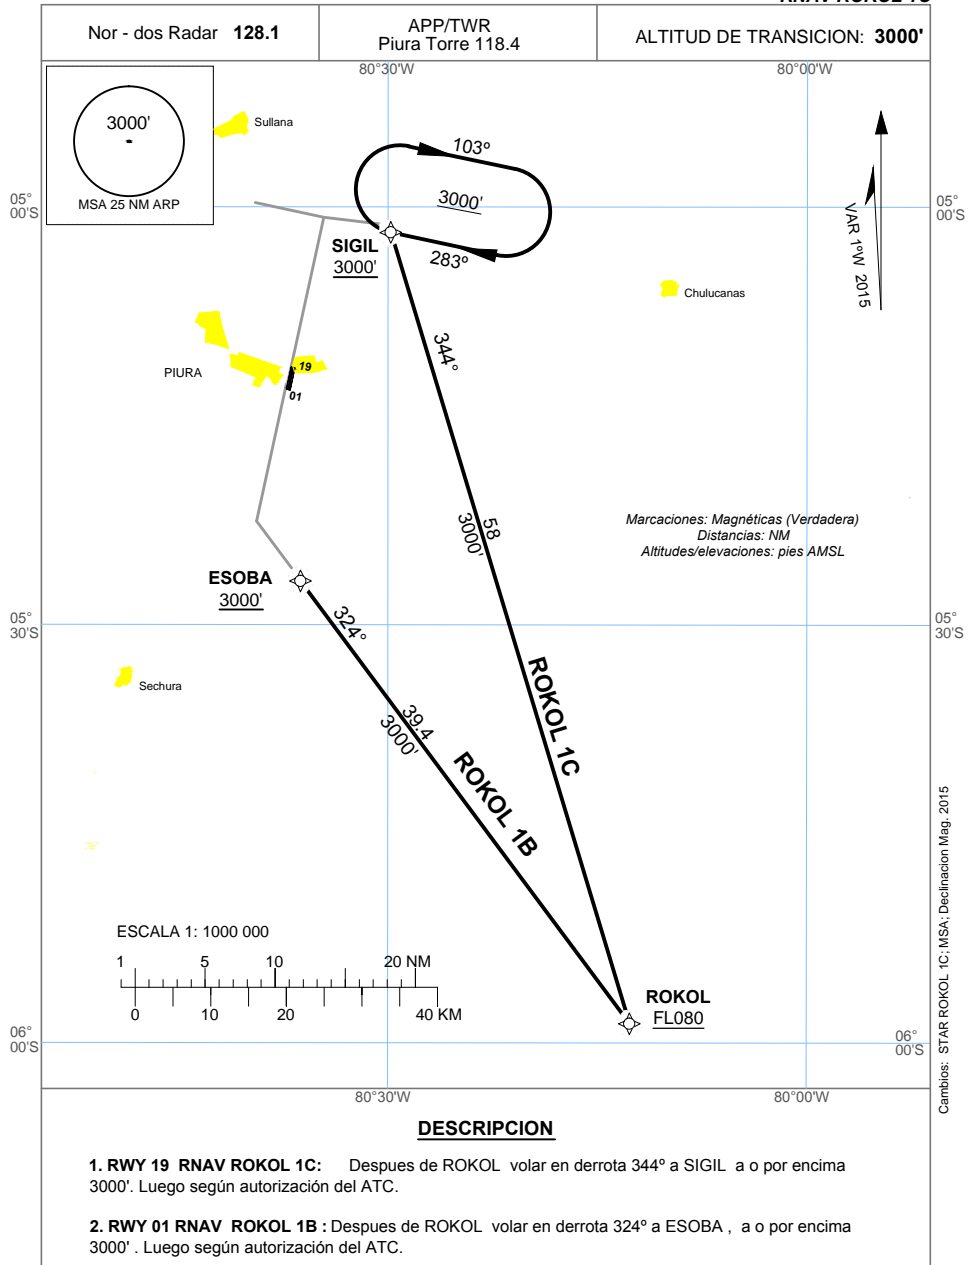 Nor - dos Radar 128.1
APP/TWR
Piura Torre 118.4
ALTITUD DE TRANSICION: 3000'
80°30'W
80°00'W
3000'
MSA 25 NM ARP
Sullana
103º
3000'
283º
SIGIL
3000'
05°
00'S
05°
00'S
VAR 1ºW 2015
Chulucanas
344°
PIURA
19
01
58
3000'
Marcaciones: Magnéticas (Verdadera)
Distancias: NM
Altitudes/elevaciones: pies AMSL
ESOBA
3000'
324°
05°
30'S
05°
30'S
Sechura
39.4
3000'
ROKOL 1C
ROKOL 1B
ESCALA 1: 1000 000
1 5 10 20 NM
0 10 20 40 KM
ROKOL
FL080
06°
00'S
06°
00'S
80°30'W
80°00'W
Cambios: STAR ROKOL 1C; MSA; Declinacion Mag. 2015
DESCRIPCION
1. RWY 19 RNAV ROKOL 1C: Despues de ROKOL volar en derrota 344º a SIGIL a o por encima
3000'. Luego según autorización del ATC.
2. RWY 01 RNAV ROKOL 1B : Despues de ROKOL volar en derrota 324º a ESOBA , a o por encima
3000' . Luego según autorización del ATC.